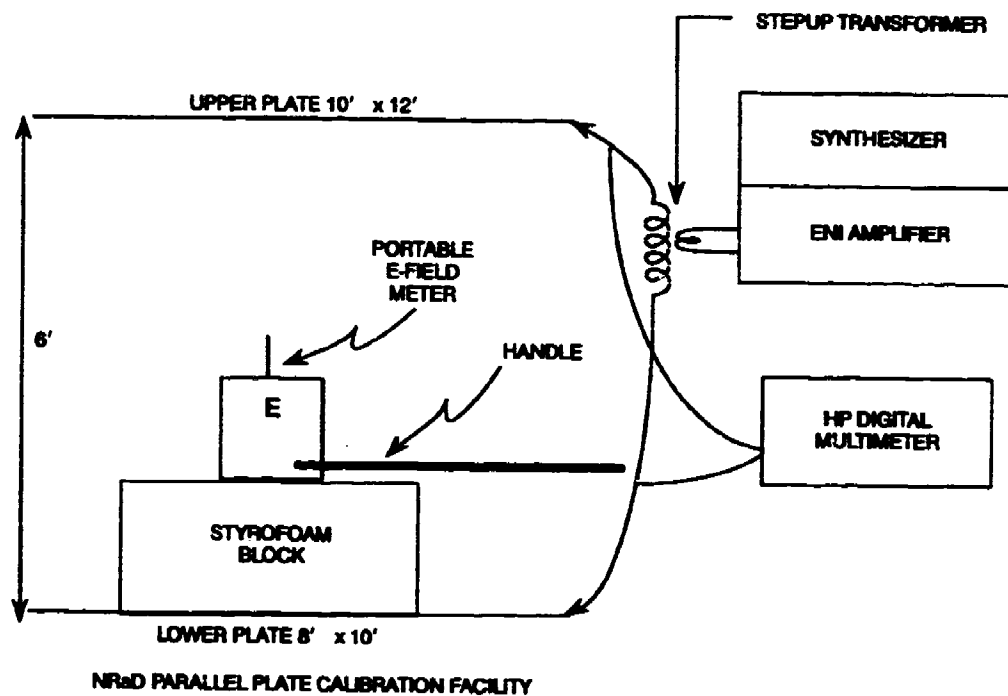 STEPUP TRANSFORMER
UPPER PLATE 10' x 12'
SYNTHESIZER
ENI AMPLIFIER
PORTABLE
E-FIELD
METER
6'
HANDLE
E
HP DIGITAL
MULTIMETER
STYROFOAM
BLOCK
LOWER PLATE 8' x 10'
NRaD PARALLEL PLATE CALIBRATION FACILITY